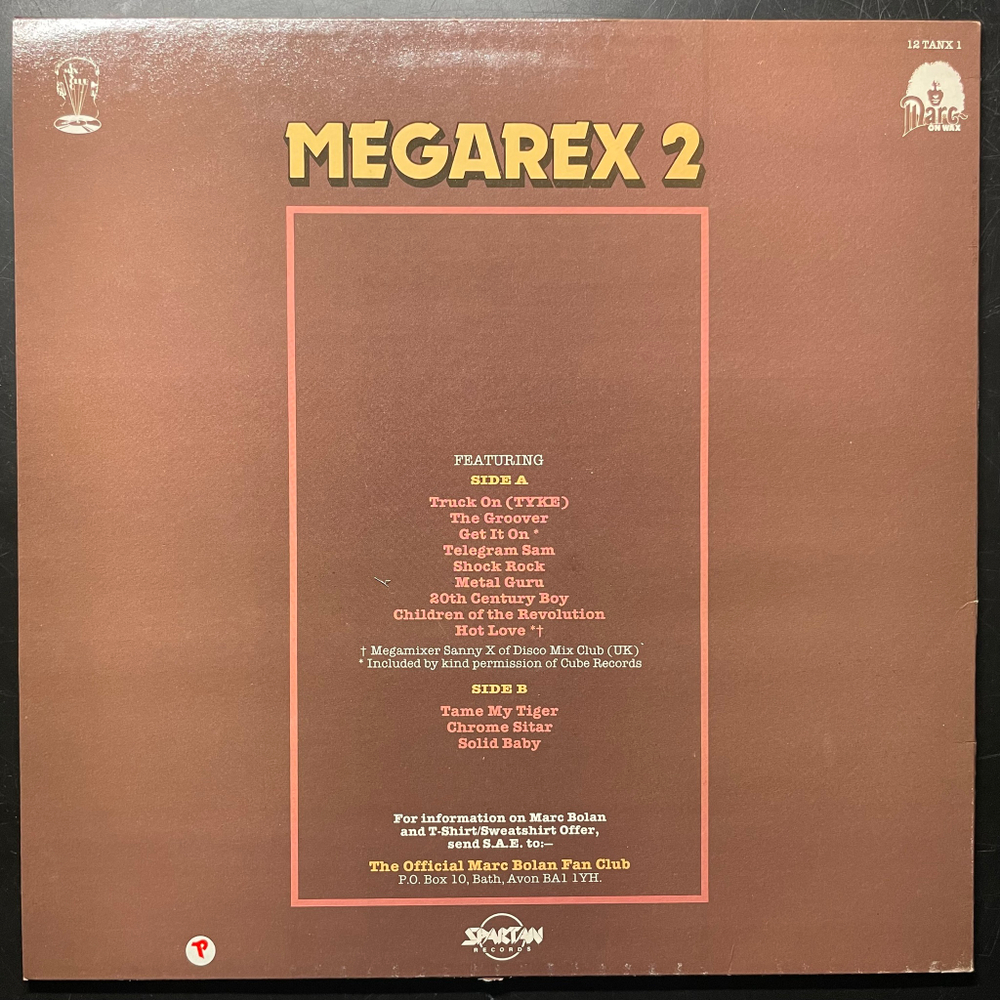 12 TANX 1
Marc
ON WAX
MEGAREX 2
FEATURING
SIDE A
Truck On (TYKE)
The Groover
Get It On *
Telegram Sam
Shock Rock
Metal Guru
20th Century Boy
Children of the Revolution
Hot Love *†
† Megamixer Sanny X of Disco Mix Club (UK)
* Included by kind permission of Cube Records
SIDE B
Tame My Tiger
Chrome Sitar
Solid Baby
For information on Marc Bolan
and T-Shirt/Sweatshirt Offer,
send S.A.E. to:—
The Official Marc Bolan Fan Club
P.O. Box 10, Bath, Avon BA1 1YH.
SPARTAN
RECORDS